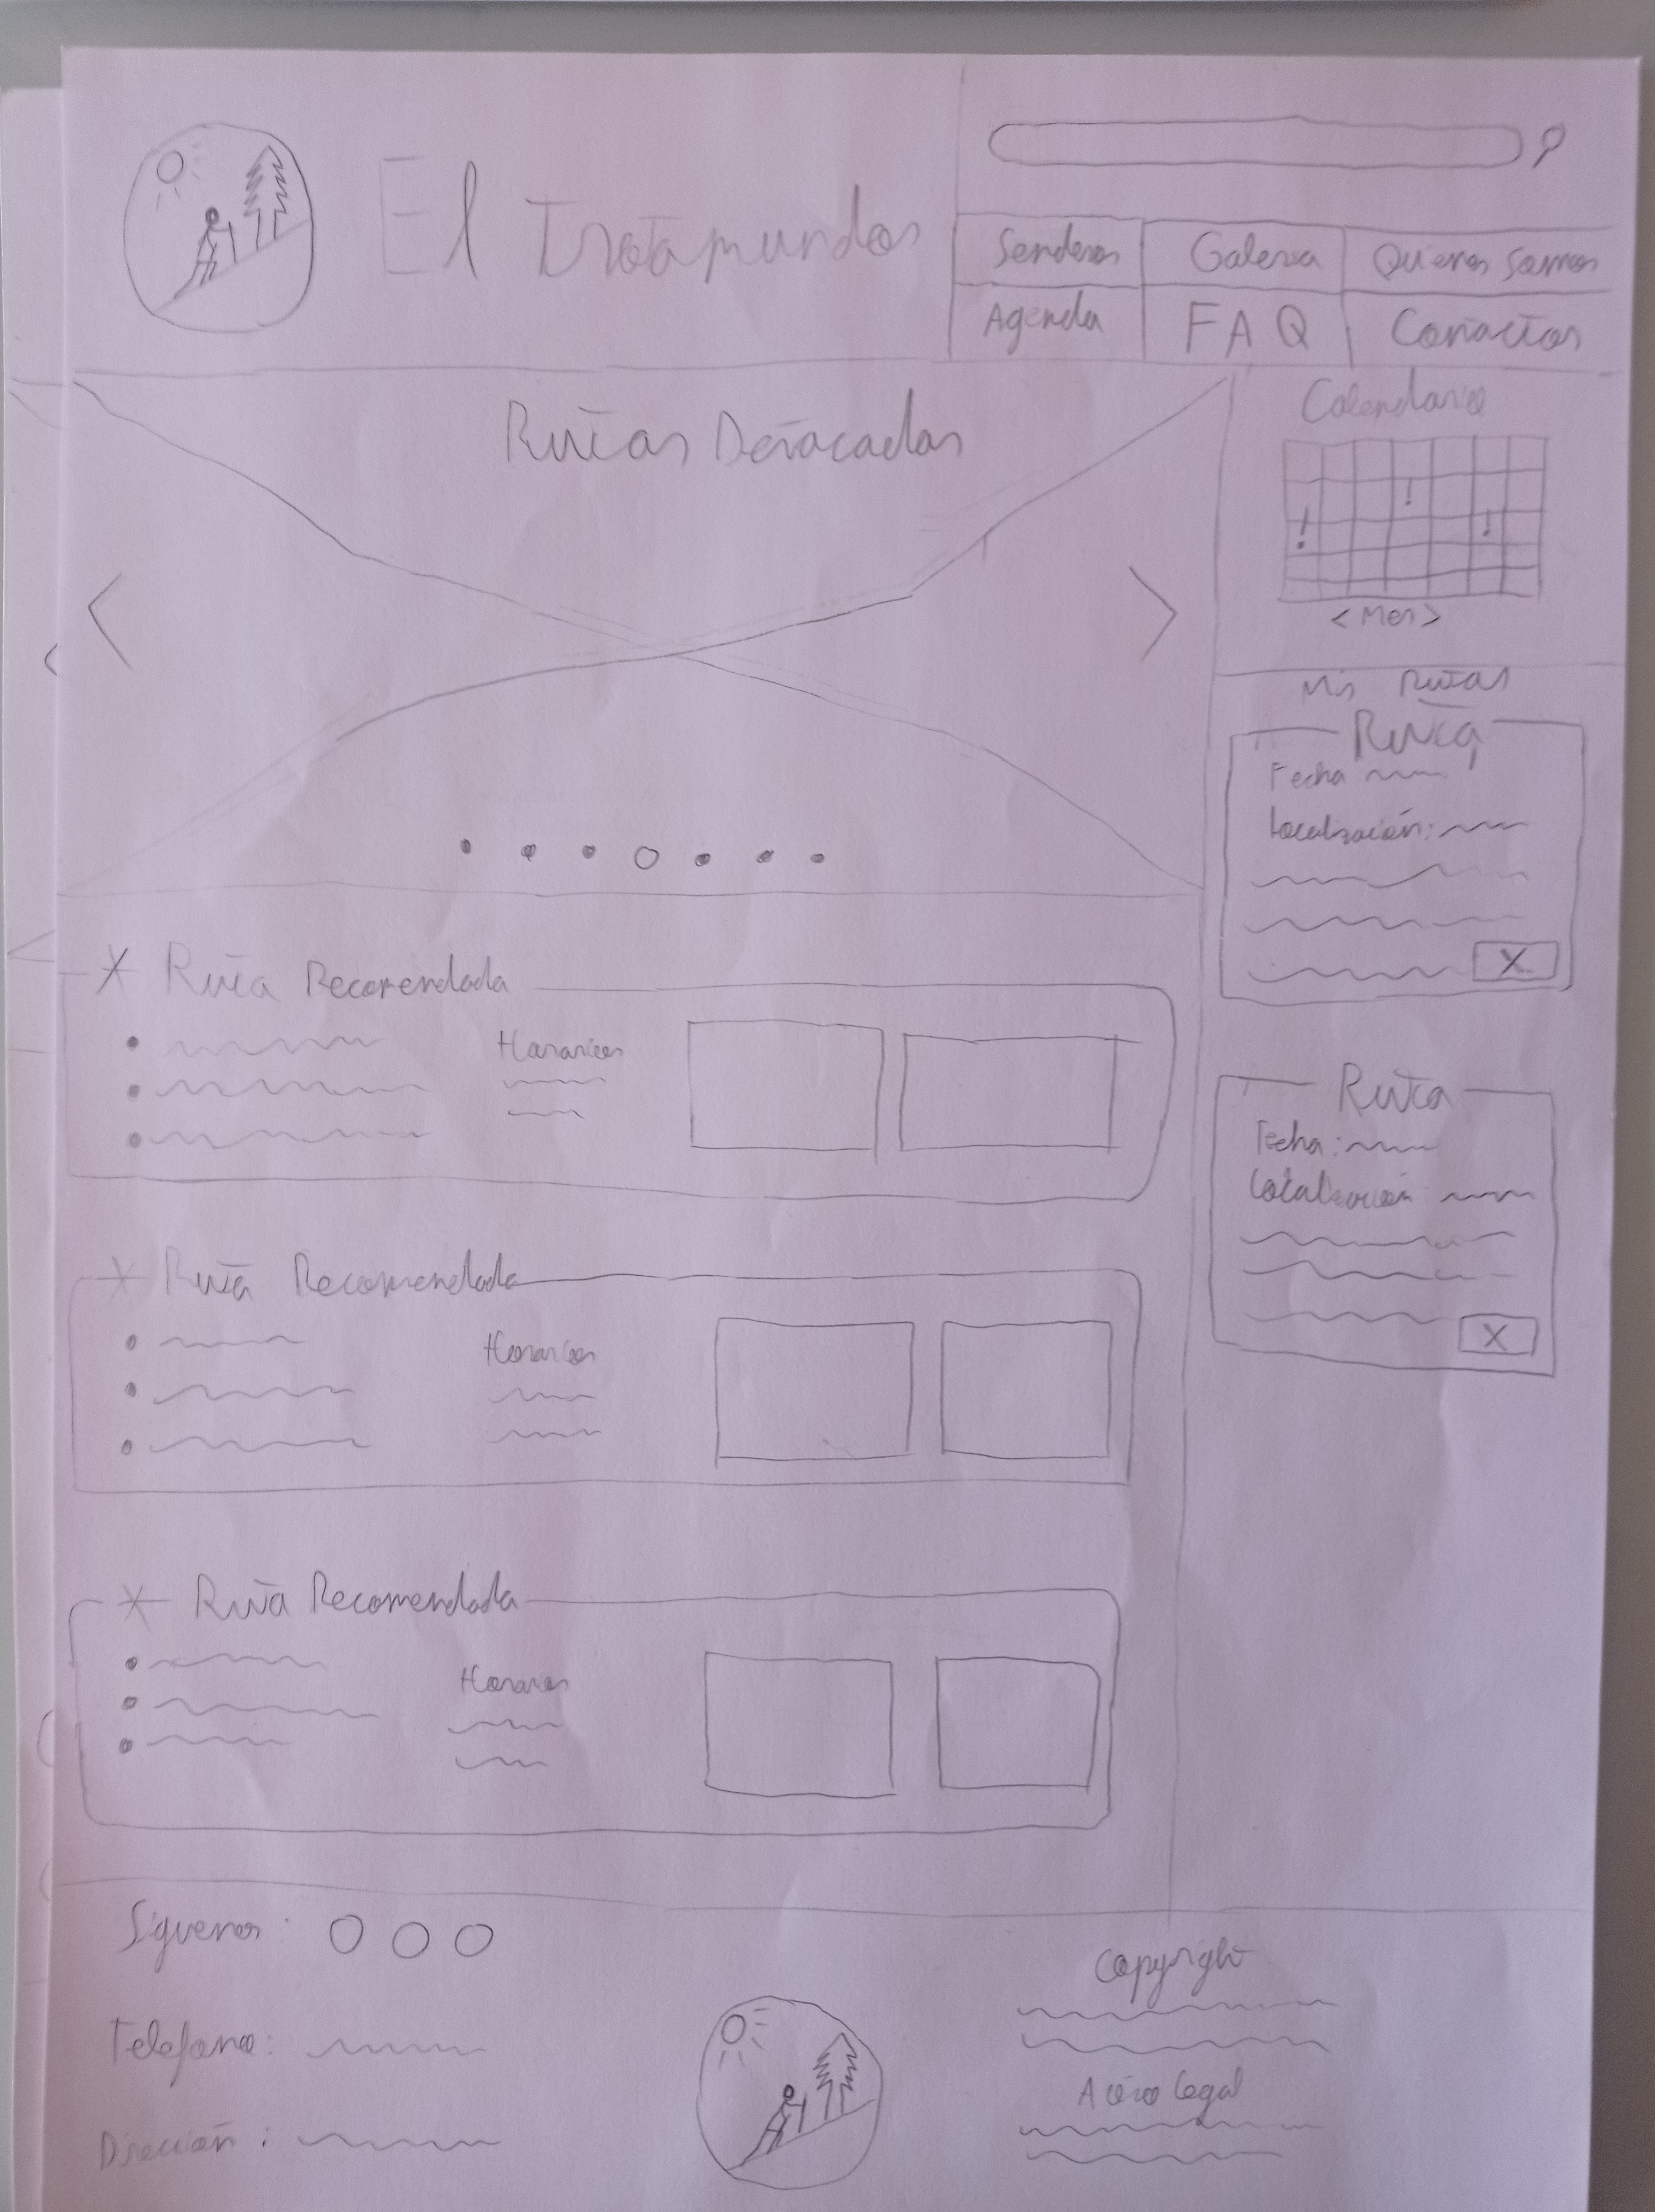 El Trotamundos
Senderos Galeria Quienes Somos
Agenda FAQ Contactos
Rutas Destacadas
Calendario
< Mes >
Mis Rutas
Ruta
Fecha
Localización:
X
Ruta Recomendada
Horarios
Ruta
Fecha:
Localización
X
Ruta Recomendada
Horarios
Ruta Recomendada
Horarios
Síguenos:
Telefono:
Dirección:
Copyright
Aviso Legal